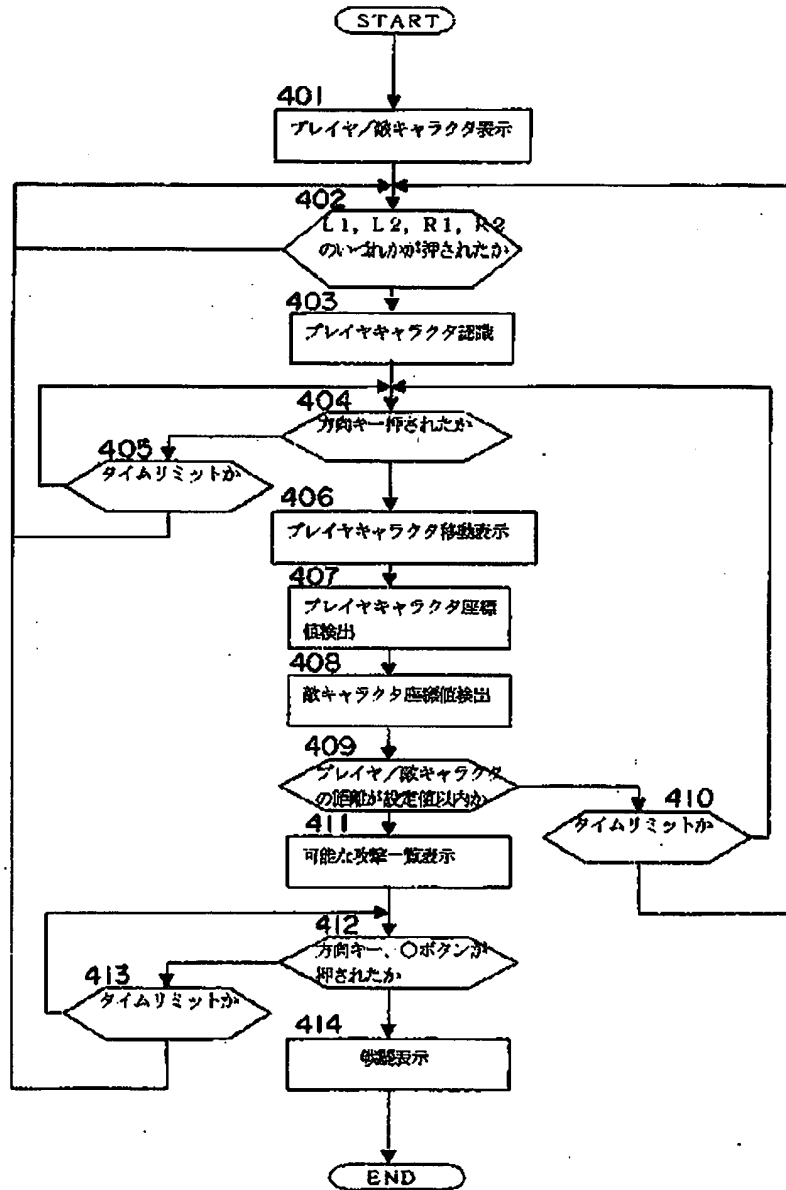 START
401
プレイヤ/敵キャラクタ表示
402
L1, L2, R1, R2
のいづれかが押されたか
403
プレイヤキャラクタ認識
404
方向キー押されたか
405
タイムリミットか
406
プレイヤキャラクタ移動表示
407
プレイヤキャラクタ座標
値検出
408
敵キャラクタ座標値検出
409
プレイヤ/敵キャラクタ
の距離が設定値以内か
410
タイムリミットか
411
可能な攻撃一覧表示
412
方向キー、○ボタンが
押されたか
413
タイムリミットか
414
表示
END